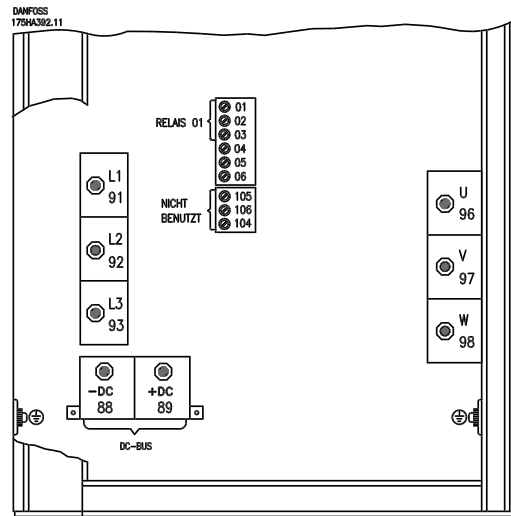 DANFOSS
175HA392.11
RELAIS 01
01
02
03
04
05
06
NICHT
BENUTZT
105
106
104
L1
91
L2
92
L3
93
U
96
V
97
W
98
-DC
88
+DC
89
DC-BUS